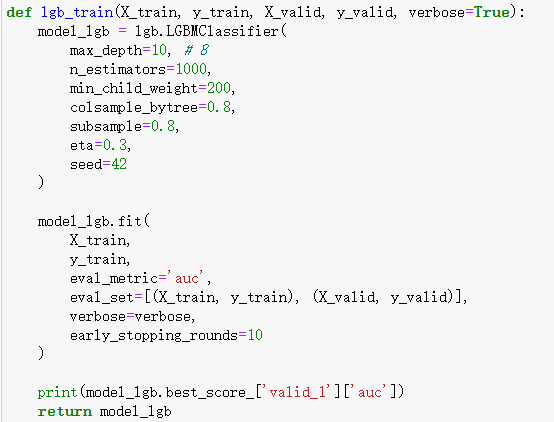 def lgb_train(X_train, y_train, X_valid, y_valid, verbose=True):
    model_lgb = lgb.LGBMClassifier(
        max_depth=10,  # 8
        n_estimators=1000,
        min_child_weight=200,
        colsample_bytree=0.8,
        subsample=0.8,
        eta=0.3,
        seed=42
    )

    model_lgb.fit(
        X_train,
        y_train,
        eval_metric='auc',
        eval_set=[(X_train, y_train), (X_valid, y_valid)],
        verbose=verbose,
        early_stopping_rounds=10
    )

    print(model_lgb.best_score_['valid_1']['auc'])
    return model_lgb